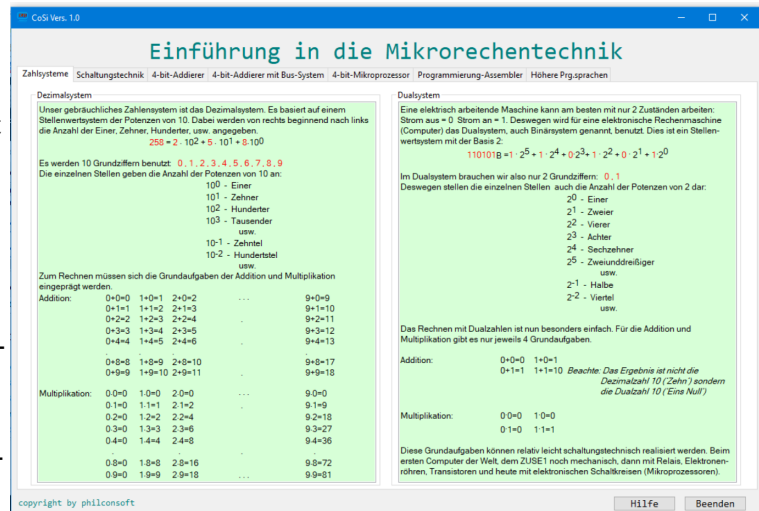 CoSi Vers. 1.0
Einführung in die Mikrorechentechnik
Zahlsysteme Schaltungstechnik 4-bit-Addierer 4-bit-Addierer mit Bus-System 4-bit-Mikroprozessor Programmierung-Assembler Höhere Prg.sprachen
Dezimalsystem
Unser gebräuchliches Zahlensystem ist das Dezimalsystem. Es basiert auf einem
Stellenwertsystem der Potenzen von 10. Dabei werden von rechts beginnend nach links
die Anzahl der Einer, Zehner, Hunderter, usw. angegeben.
258 = 2 · 10² + 5 · 10¹ + 8·10⁰
Es werden 10 Grundziffern benutzt: 0 , 1 , 2 , 3 , 4 , 5 , 6 , 7 , 8 , 9
Die einzelnen Stellen geben die Anzahl der Potenzen von 10 an:
10⁰ - Einer
10¹ - Zehner
10² - Hunderter
10³ - Tausender
usw.
10⁻¹ - Zehntel
10⁻² - Hundertstel
usw.
Zum Rechnen müssen sich die Grundaufgaben der Addition und Multiplikation
eingeprägt werden.
Addition: 0+0=0 1+0=1 2+0=2 . . . 9+0=9
0+1=1 1+1=2 2+1=3 9+1=10
0+2=2 1+2=3 2+2=4 . 9+2=11
0+3=3 1+3=4 2+3=5 9+3=12
0+4=4 1+4=5 2+4=6 . 9+4=13
.
0+8=8 1+8=9 2+8=10 9+8=17
0+9=9 1+9=10 2+9=11 . 9+9=18
Multiplikation: 0·0=0 1·0=0 2·0=0 . . . 9·0=0
0·1=0 1·1=1 2·1=2 . 9·1=9
0·2=0 1·2=2 2·2=4 9·2=18
0·3=0 1·3=3 2·3=6 9·3=27
0·4=0 1·4=4 2·4=8 9·4=36
.
0·8=0 1·8=8 2·8=16 9·8=72
0·9=0 1·9=9 2·9=18 . . . 9·9=81
Dualsystem
Eine elektrisch arbeitende Maschine kann am besten mit nur 2 Zuständen arbeiten:
Strom aus = 0 Strom an = 1. Deswegen wird für eine elektronische Rechenmaschine
(Computer) das Dualsystem, auch Binärsystem genannt, benutzt. Dies ist ein Stellen-
wertsystem mit der Basis 2:
110101B =1 · 2⁵ + 1 · 2⁴ + 0·2³+ 1 · 2² + 0 · 2¹ + 1·2⁰
Im Dualsystem brauchen wir also nur 2 Grundziffern: 0 , 1
Deswegen stellen die einzelnen Stellen auch die Anzahl der Potenzen von 2 dar:
2⁰ - Einer
2¹ - Zweier
2² - Vierer
2³ - Achter
2⁴ - Sechzehner
2⁵ - Zweiunddreißiger
usw.
2⁻¹ - Halbe
2⁻² - Viertel
usw.
Das Rechnen mit Dualzahlen ist nun besonders einfach. Für die Addition und
Multiplikation gibt es nur jeweils 4 Grundaufgaben.
Addition: 0+0=0 1+0=1
0+1=1 1+1=10 Beachte: Das Ergebnis ist nicht die
Dezimalzahl 10 ('Zehn') sondern
die Dualzahl 10 ('Eins Null')
Multiplikation: 0·0=0 1·0=0
0·1=0 1·1=1
Diese Grundaufgaben können relativ leicht schaltungstechnisch realisiert werden. Beim
ersten Computer der Welt, dem ZUSE1 noch mechanisch, dann mit Relais, Elektronen-
röhren, Transistoren und heute mit elektronischen Schaltkreisen (Mikroprozessoren).
copyright by philconsoft
Hilfe Beenden